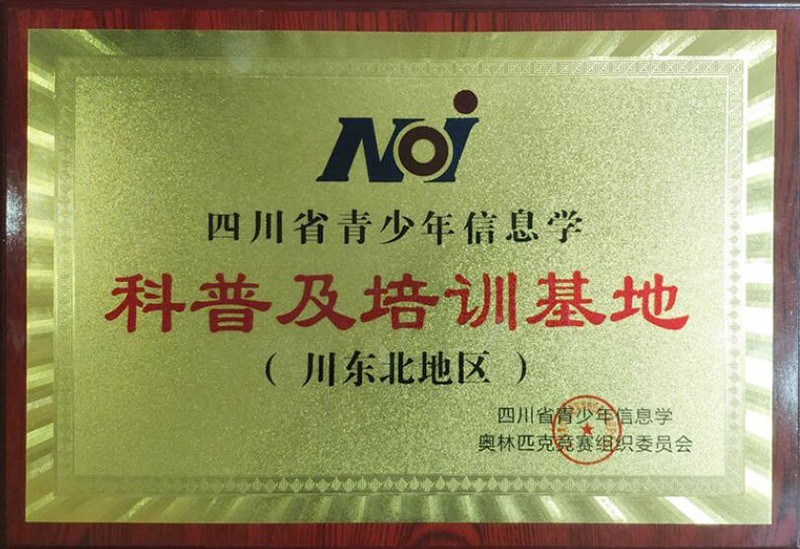 NOI
四川省青少年信息学
科普及培训基地
（川东北地区）
四川省青少年信息学
奥林匹克竞赛组织委员会